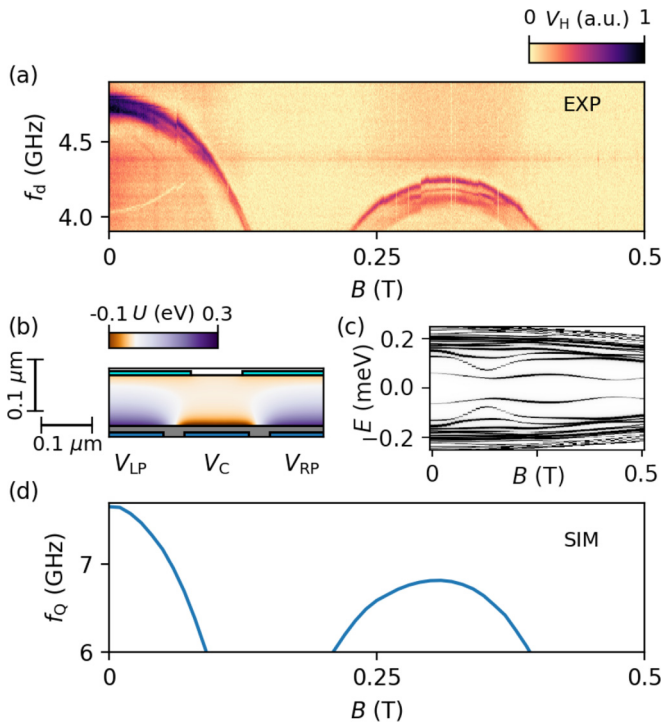 0 V_H (a.u.) 1
(a)
EXP
f_d (GHz)
4.5
4.0
0 0.25 0.5
B (T)
(b) -0.1 U (eV) 0.3
0.1 μm
0.1 μm
V_LP V_C V_RP
(c)
E (meV)
0.2
0.0
−0.2
0 0.5
B (T)
(d)
SIM
f_Q (GHz)
7
6
0 0.25 0.5
B (T)